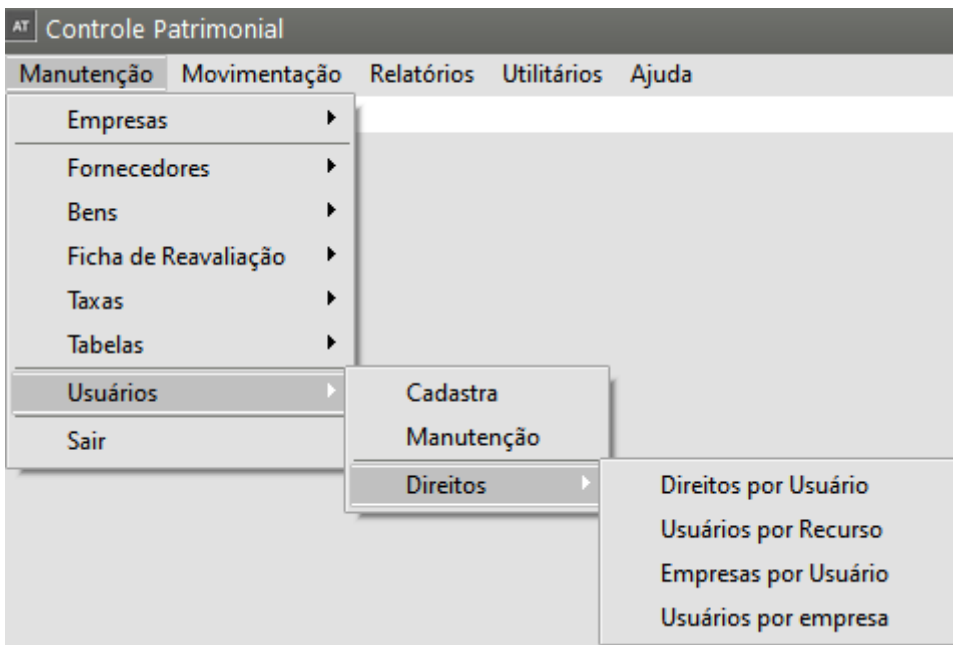 AT Controle Patrimonial
Manutenção Movimentação Relatórios Utilitários Ajuda
Empresas
Fornecedores
Bens
Ficha de Reavaliação
Taxas
Tabelas
Usuários
Sair
Cadastra
Manutenção
Direitos
Direitos por Usuário
Usuários por Recurso
Empresas por Usuário
Usuários por empresa